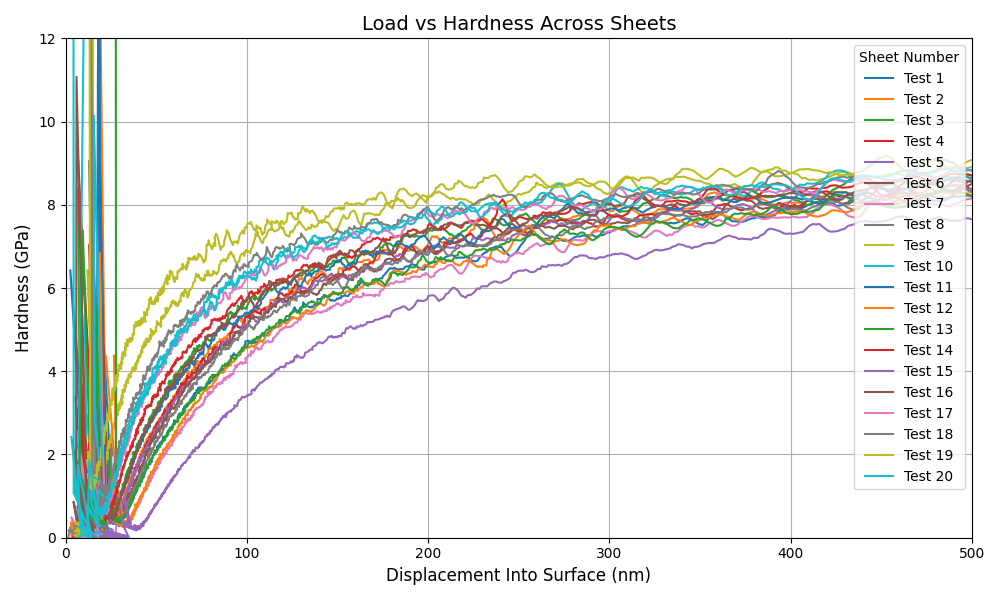 Load vs Hardness Across Sheets
Hardness (GPa)
12
10
8
6
4
2
0
0 100 200 300 400 500
Displacement Into Surface (nm)
Sheet Number
Test 1
Test 2
Test 3
Test 4
Test 5
Test 6
Test 7
Test 8
Test 9
Test 10
Test 11
Test 12
Test 13
Test 14
Test 15
Test 16
Test 17
Test 18
Test 19
Test 20